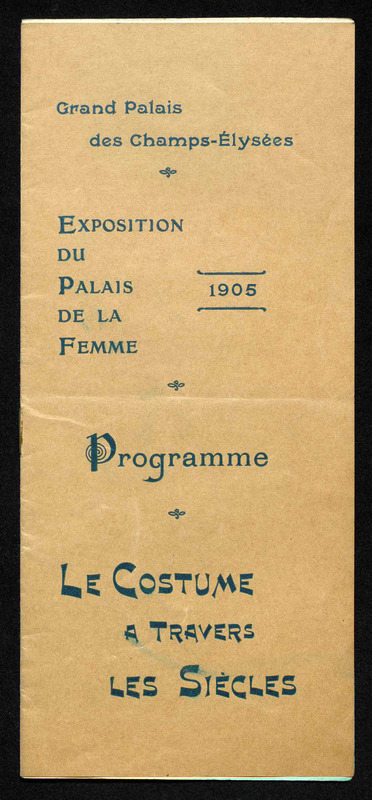 Grand Palais
des Champs-Élysées
Exposition
du
Palais
de la
Femme
1905
Programme
Le Costume
a Travers
les Siècles